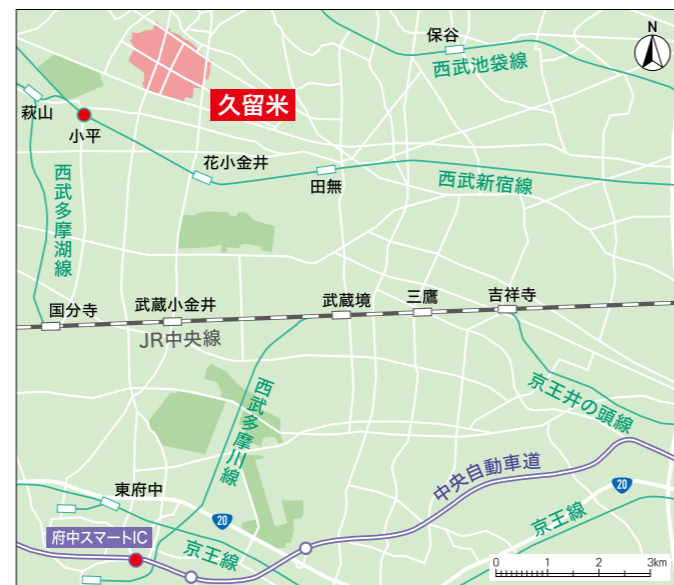 保谷
N
西武池袋線
久留米
萩山
小平
花小金井
田無
西武新宿線
西武多摩湖線
国分寺
武蔵小金井
武蔵境
三鷹
吉祥寺
JR中央線
京王井の頭線
西武多摩川線
中央自動車道
東府中
20
20
府中スマートIC
京王線
京王線
0 1 2 3km